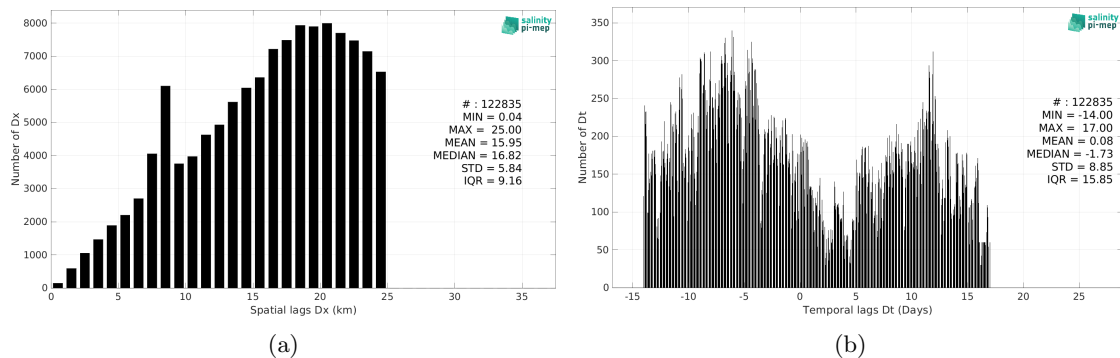 8000
7000
6000
5000
4000
3000
2000
1000
0
Number of Dx
0 5 10 15 20 25 30 35
Spatial lags Dx (km)
salinity
pi-mep
# : 122835
MIN = 0.04
MAX = 25.00
MEAN = 15.95
MEDIAN = 16.82
STD = 5.84
IQR = 9.16
(a)
350
300
250
200
150
100
50
0
Number of Dt
-15 -10 -5 0 5 10 15 20 25
Temporal lags Dt (Days)
salinity
pi-mep
# : 122835
MIN = -14.00
MAX = 17.00
MEAN = 0.08
MEDIAN = -1.73
STD = 8.85
IQR = 15.85
(b)